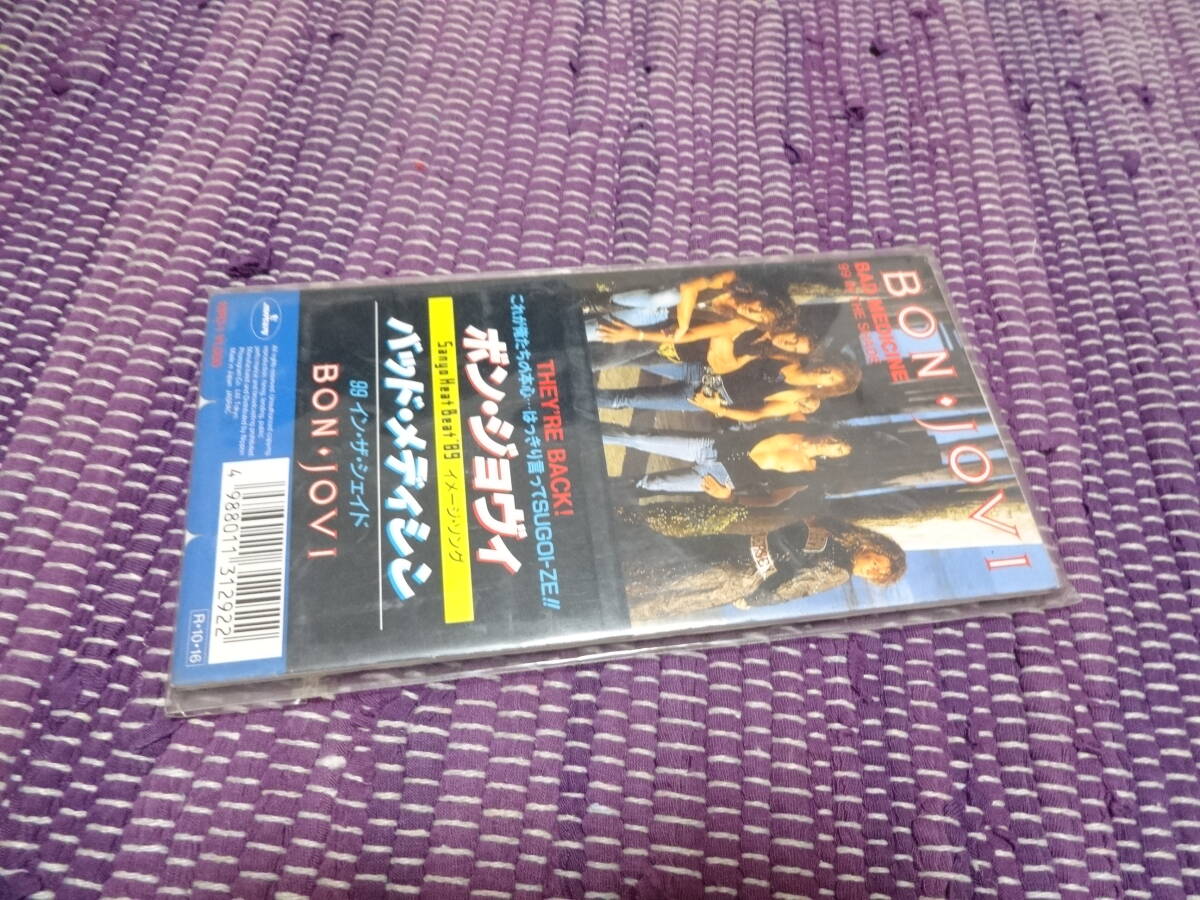 BON·JOVI
BAD MEDICINE
99 IN THE SHADE
THEY'RE BACK!
これが俺たちの本心…はっきり言ってSUGOI-ZE!!
ボン・ジョヴィ
Sanyo Heat Beat '89 イメージ・ソング
バッド・メディシン
99 イン・ザ・シェイド
BON·JOVI
mercury
4 988011 312922
R·10·16